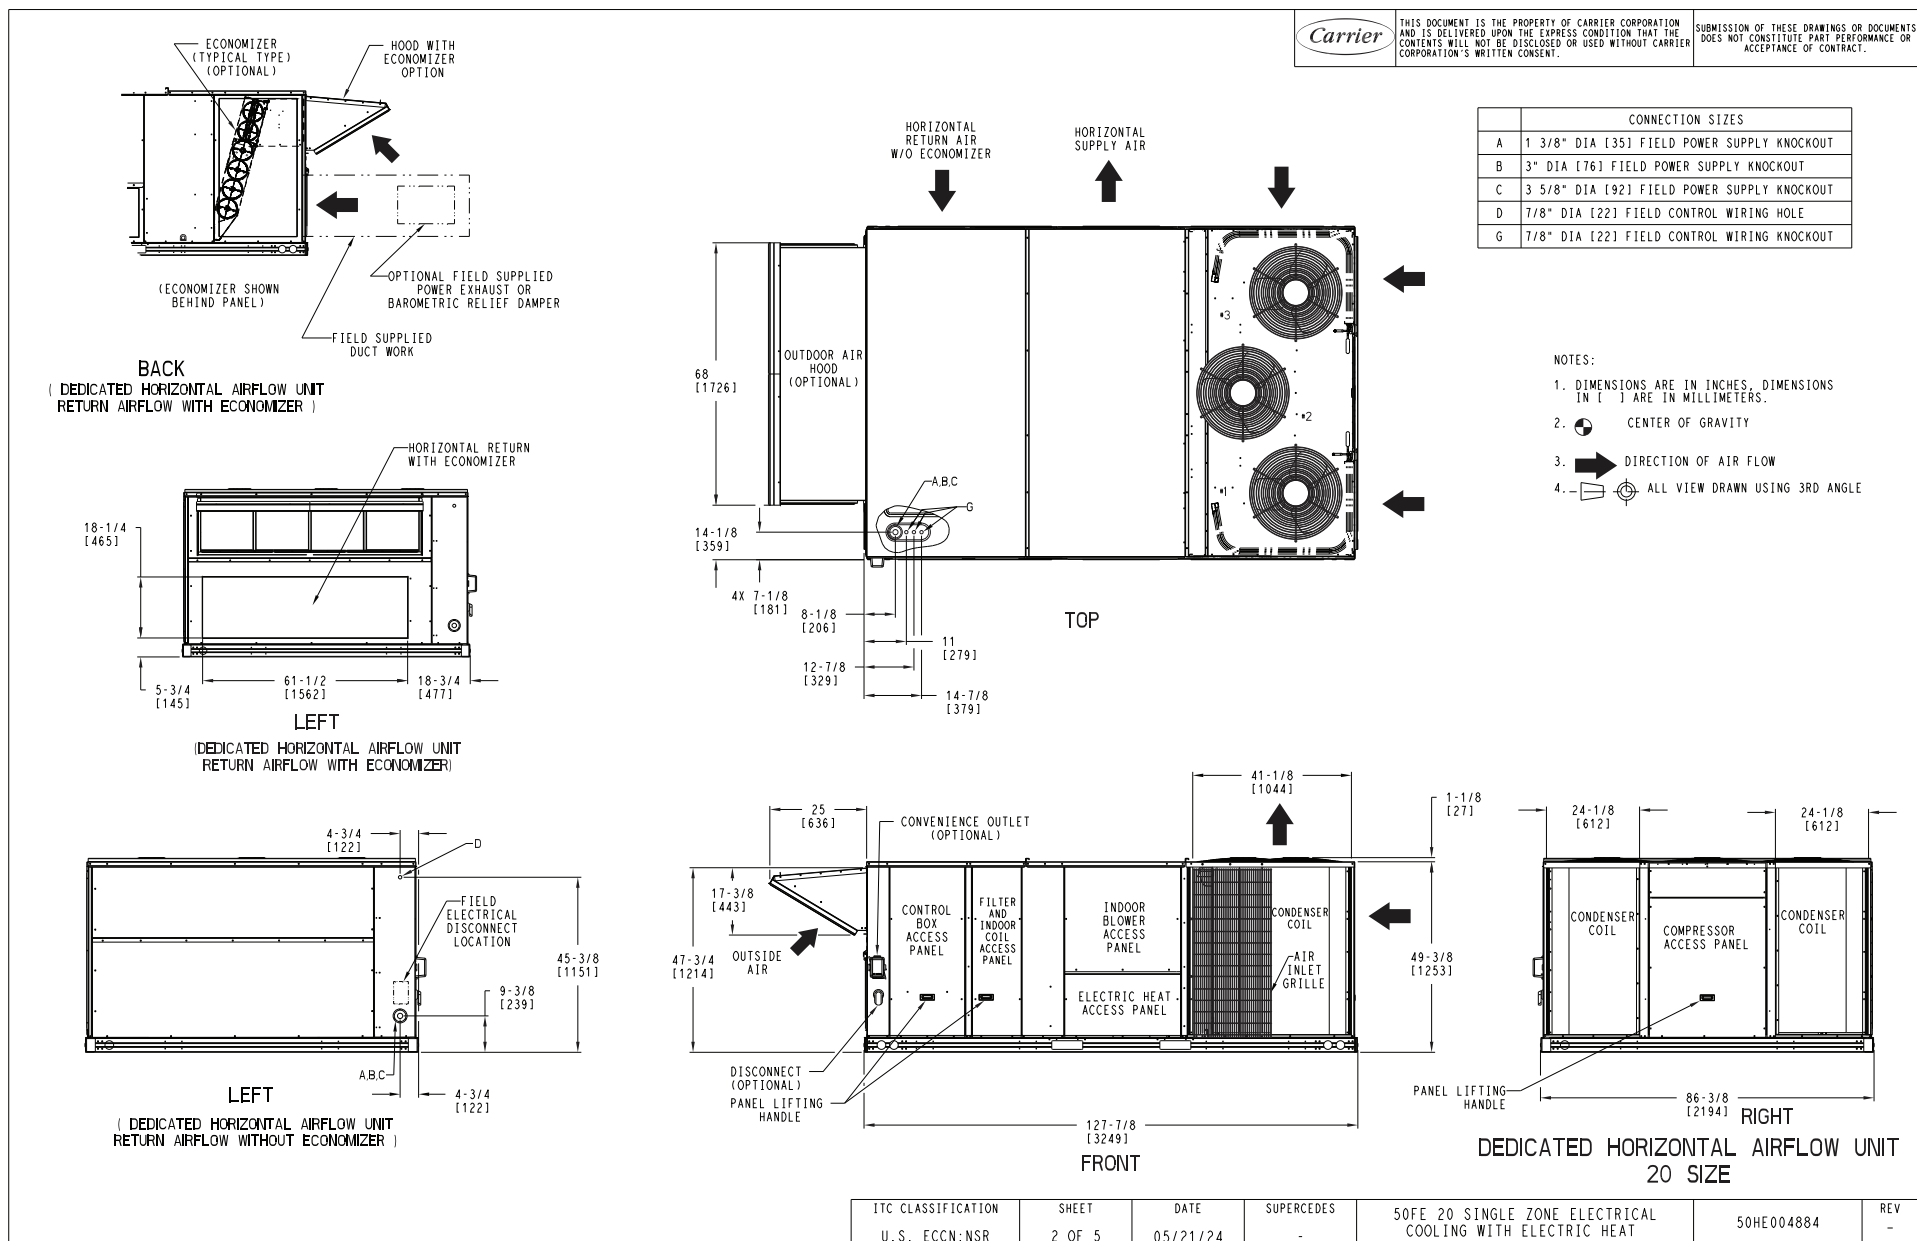 Carrier
THIS DOCUMENT IS THE PROPERTY OF CARRIER CORPORATION
AND IS DELIVERED UPON THE EXPRESS CONDITION THAT THE
CONTENTS WILL NOT BE DISCLOSED OR USED WITHOUT CARRIER
CORPORATION'S WRITTEN CONSENT.
SUBMISSION OF THESE DRAWINGS OR DOCUMENTS
DOES NOT CONSTITUTE PART PERFORMANCE OR
ACCEPTANCE OF CONTRACT.
ECONOMIZER
(TYPICAL TYPE)
(OPTIONAL)
HOOD WITH
ECONOMIZER
OPTION
(ECONOMIZER SHOWN
BEHIND PANEL)
OPTIONAL FIELD SUPPLIED
POWER EXHAUST OR
BAROMETRIC RELIEF DAMPER
FIELD SUPPLIED
DUCT WORK
BACK
( DEDICATED HORIZONTAL AIRFLOW UNIT
RETURN AIRFLOW WITH ECONOMIZER )
HORIZONTAL
RETURN AIR
W/O ECONOMIZER
HORIZONTAL
SUPPLY AIR
CONNECTION SIZES
A 1 3/8" DIA [35] FIELD POWER SUPPLY KNOCKOUT
B 3" DIA [76] FIELD POWER SUPPLY KNOCKOUT
C 3 5/8" DIA [92] FIELD POWER SUPPLY KNOCKOUT
D 7/8" DIA [22] FIELD CONTROL WIRING HOLE
G 7/8" DIA [22] FIELD CONTROL WIRING KNOCKOUT
NOTES:
1. DIMENSIONS ARE IN INCHES, DIMENSIONS
IN [ ] ARE IN MILLIMETERS.
2. CENTER OF GRAVITY
3. DIRECTION OF AIR FLOW
4. ALL VIEW DRAWN USING 3RD ANGLE
68
[1726]
OUTDOOR AIR
HOOD
(OPTIONAL)
3
2
1
A,B,C
G
14-1/8
[359]
4X 7-1/8
[181]
8-1/8
[206]
11
[279]
12-7/8
[329]
14-7/8
[379]
TOP
HORIZONTAL RETURN
WITH ECONOMIZER
18-1/4
[465]
5-3/4
[145]
61-1/2
[1562]
18-3/4
[477]
LEFT
(DEDICATED HORIZONTAL AIRFLOW UNIT
RETURN AIRFLOW WITH ECONOMIZER)
4-3/4
[122]
D
FIELD
ELECTRICAL
DISCONNECT
LOCATION
45-3/8
[1151]
9-3/8
[239]
A,B,C
4-3/4
[122]
LEFT
( DEDICATED HORIZONTAL AIRFLOW UNIT
RETURN AIRFLOW WITHOUT ECONOMIZER )
25
[636]
CONVENIENCE OUTLET
(OPTIONAL)
41-1/8
[1044]
1-1/8
[27]
17-3/8
[443]
47-3/4
[1214]
OUTSIDE
AIR
CONTROL
BOX
ACCESS
PANEL
FILTER
AND
INDOOR
COIL
ACCESS
PANEL
INDOOR
BLOWER
ACCESS
PANEL
ELECTRIC HEAT
ACCESS PANEL
CONDENSER
COIL
AIR
INLET
GRILLE
49-3/8
[1253]
DISCONNECT
(OPTIONAL)
PANEL LIFTING
HANDLE
127-7/8
[3249]
FRONT
24-1/8
[612]
24-1/8
[612]
CONDENSER
COIL
COMPRESSOR
ACCESS PANEL
CONDENSER
COIL
PANEL LIFTING
HANDLE
86-3/8
[2194]
RIGHT
DEDICATED HORIZONTAL AIRFLOW UNIT
20 SIZE
ITC CLASSIFICATION
U.S. ECCN:NSR
SHEET
2 OF 5
DATE
05/21/24
SUPERCEDES
-
50FE 20 SINGLE ZONE ELECTRICAL
COOLING WITH ELECTRIC HEAT
50HE004884
REV
-